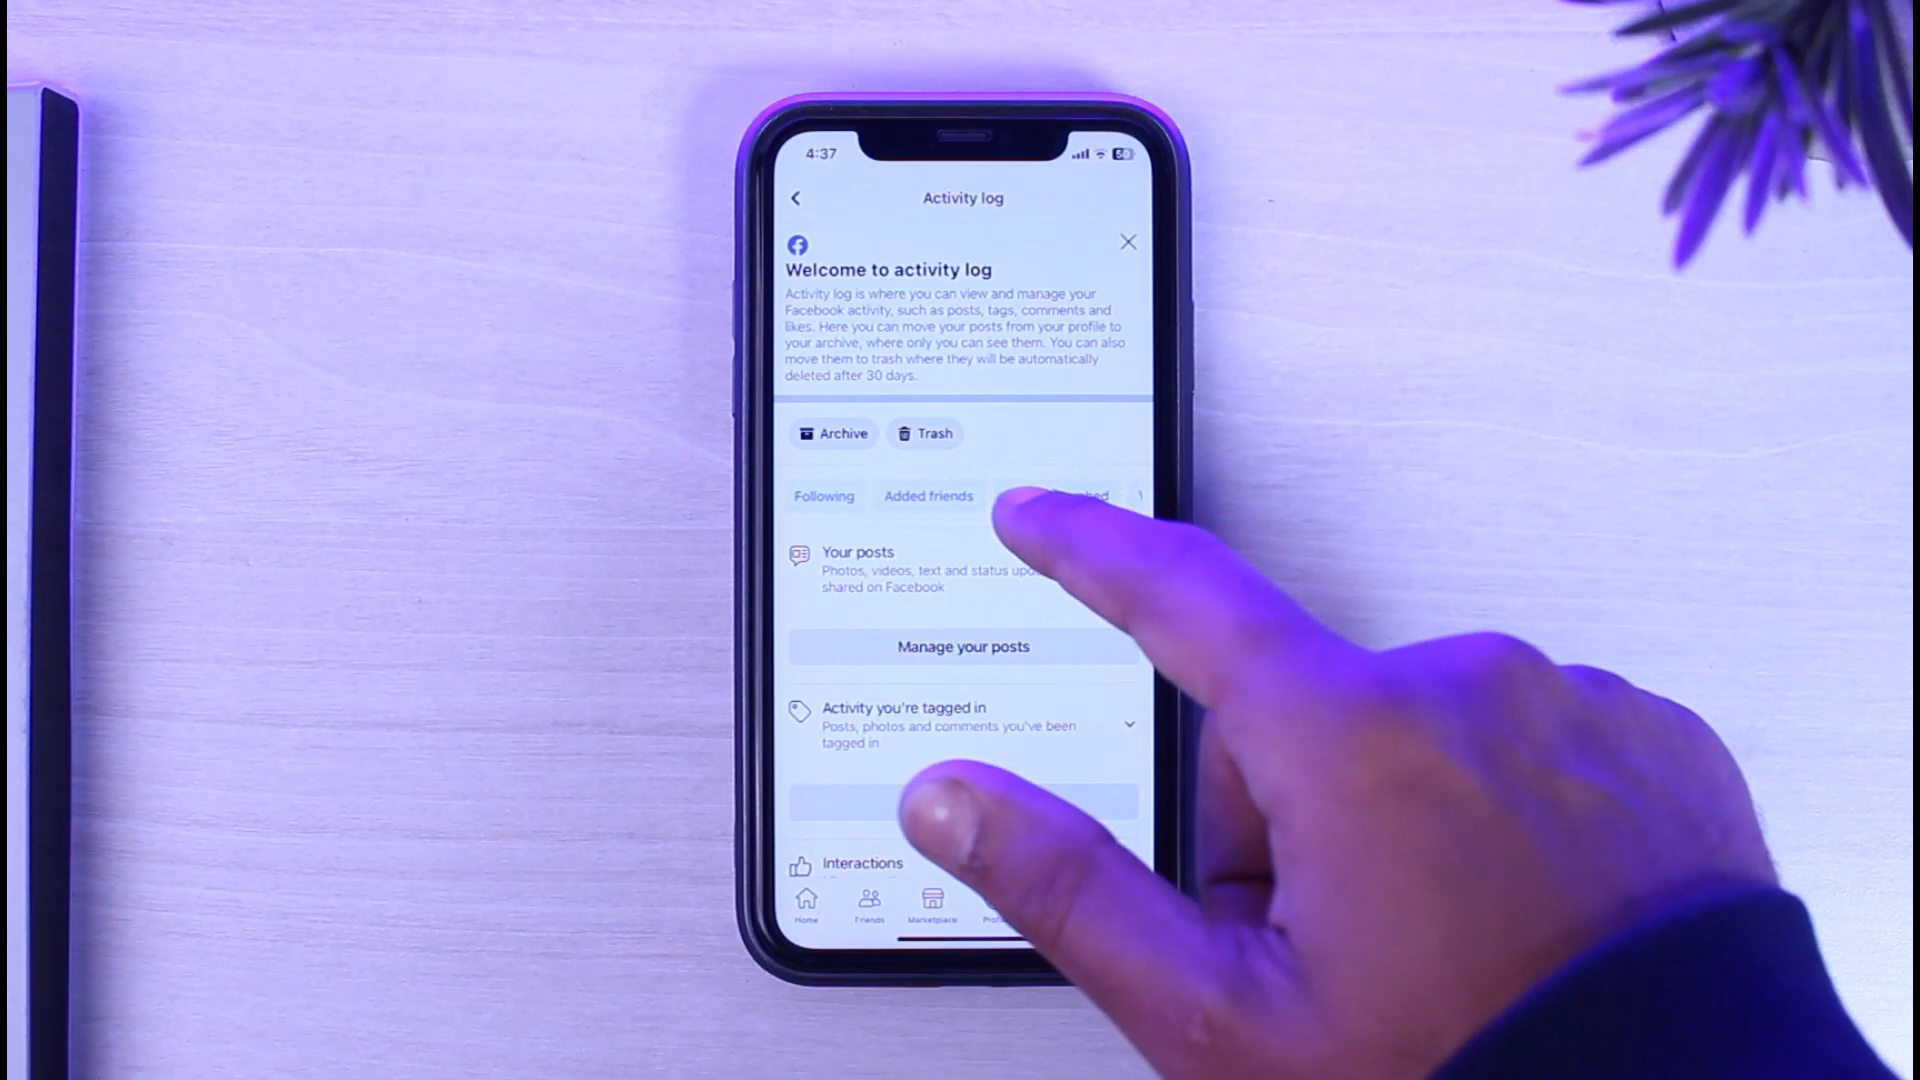 4:37
50
Activity log
Welcome to activity log
Activity log is where you can view and manage your
Facebook activity, such as posts, tags, comments and
likes. Here you can move your posts from your profile to
your archive, where only you can see them. You can also
move them to trash where they will be automatically
deleted after 30 days.
Archive Trash
Following Added friends
Your posts
Photos, videos, text and status
shared on Facebook
Manage your posts
Activity you're tagged in
Posts, photos and comments you've been
tagged in
Interactions
Home Friends Marketplace